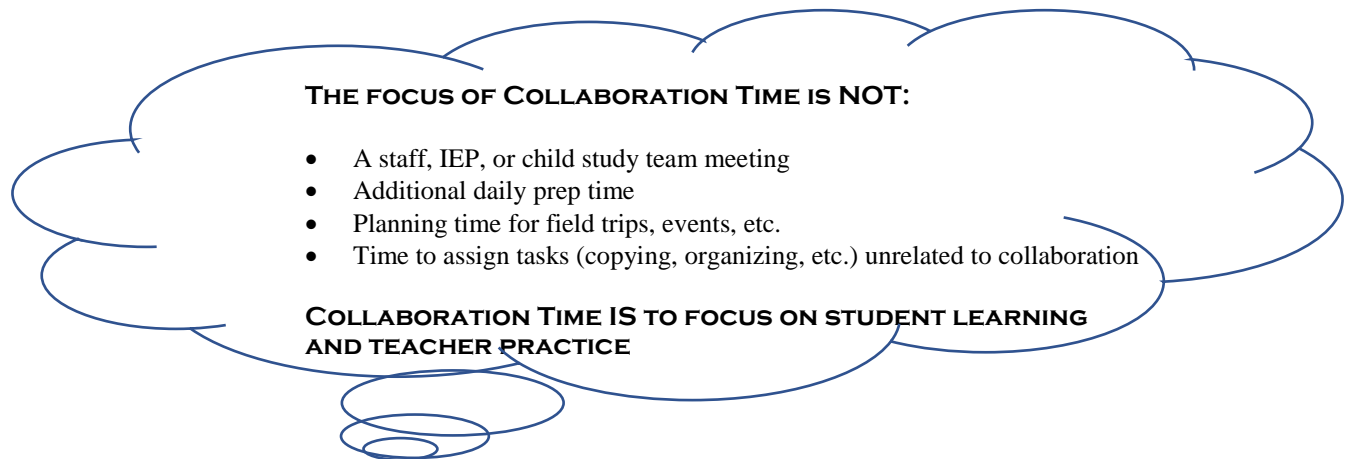 The focus of Collaboration Time is NOT:
• A staff, IEP, or child study team meeting
• Additional daily prep time
• Planning time for field trips, events, etc.
• Time to assign tasks (copying, organizing, etc.) unrelated to collaboration
Collaboration Time IS to focus on student learning
and teacher practice